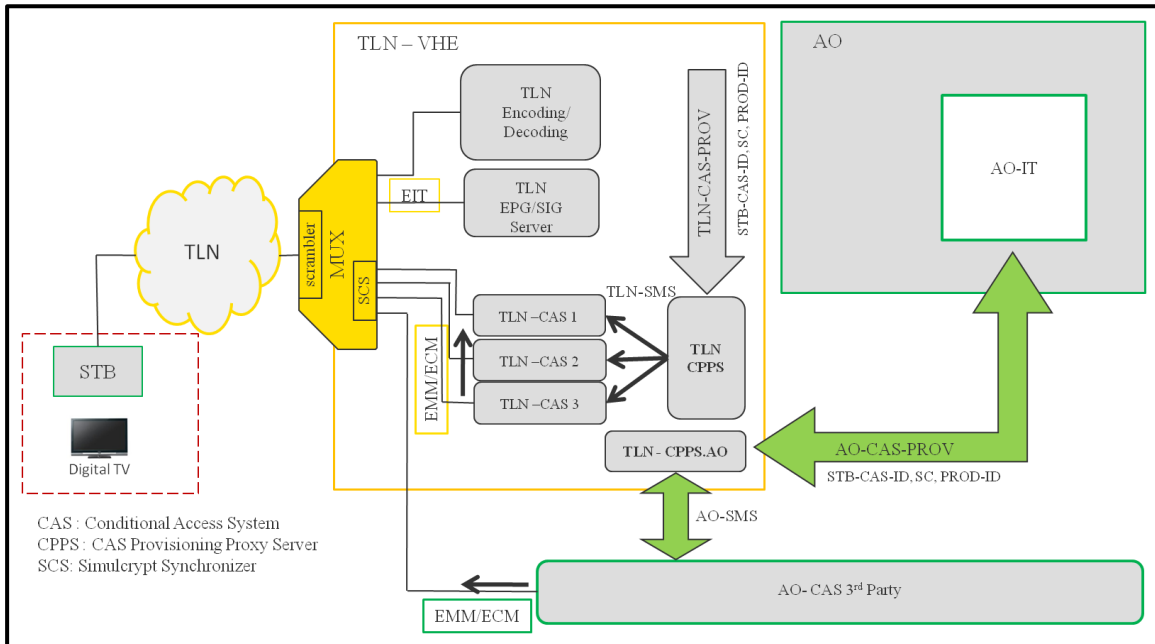 TLN – VHE
AO
TLN
Encoding/
Decoding
TLN-CAS-PROV
STB-CAS-ID, SC, PROD-ID
AO-IT
EIT
TLN
EPG/SIG
Server
scrambler
MUX
SCS
TLN
TLN-SMS
TLN –CAS 1
TLN –CAS 2
TLN –CAS 3
TLN
CPPS
EMM/ECM
STB
Digital TV
TLN- CPPS.AO
AO-CAS-PROV
STB-CAS-ID, SC, PROD-ID
AO-SMS
CAS : Conditional Access System
CPPS : CAS Provisioning Proxy Server
SCS: Simulcrypt Synchronizer
AO- CAS 3rd Party
EMM/ECM